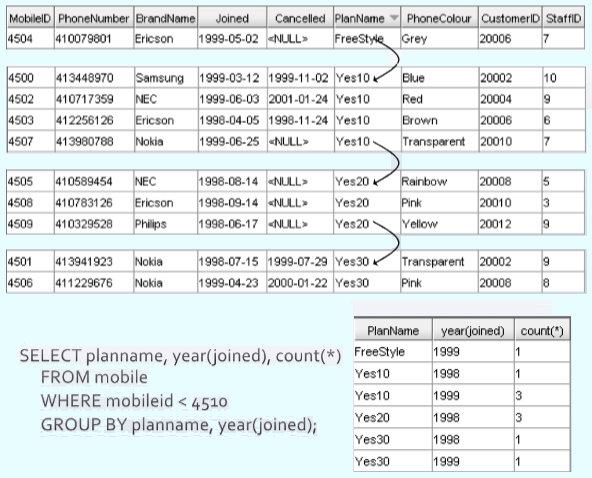 MobileID PhoneNumber BrandName Joined Cancelled PlanName PhoneColour CustomerID StaffID
4504 410079801 Ericson 1999-05-02 <NULL> FreeStyle Grey 20006 7
4500 413448970 Samsung 1999-03-12 1999-11-02 Yes10 Blue 20002 10
4502 410717359 NEC 1999-06-03 2001-01-24 Yes10 Red 20004 9
4503 412256126 Ericson 1998-04-05 1998-11-24 Yes10 Brown 20006 6
4507 413980788 Nokia 1999-06-25 <NULL> Yes10 Transparent 20010 7
4505 410589454 NEC 1998-08-14 <NULL> Yes20 Rainbow 20008 5
4508 410783126 Ericson 1998-09-14 <NULL> Yes20 Pink 20010 3
4509 410329528 Philips 1998-06-17 <NULL> Yes20 Yellow 20012 9
4501 413941923 Nokia 1998-07-15 1999-07-29 Yes30 Transparent 20002 9
4506 411229676 Nokia 1999-04-23 2000-01-22 Yes30 Pink 20008 8
SELECT planname, year(joined), count(*)
FROM mobile
WHERE mobileid < 4510
GROUP BY planname, year(joined);
PlanName year(joined) count(*)
FreeStyle 1999 1
Yes10 1998 1
Yes10 1999 3
Yes20 1998 3
Yes30 1998 1
Yes30 1999 1